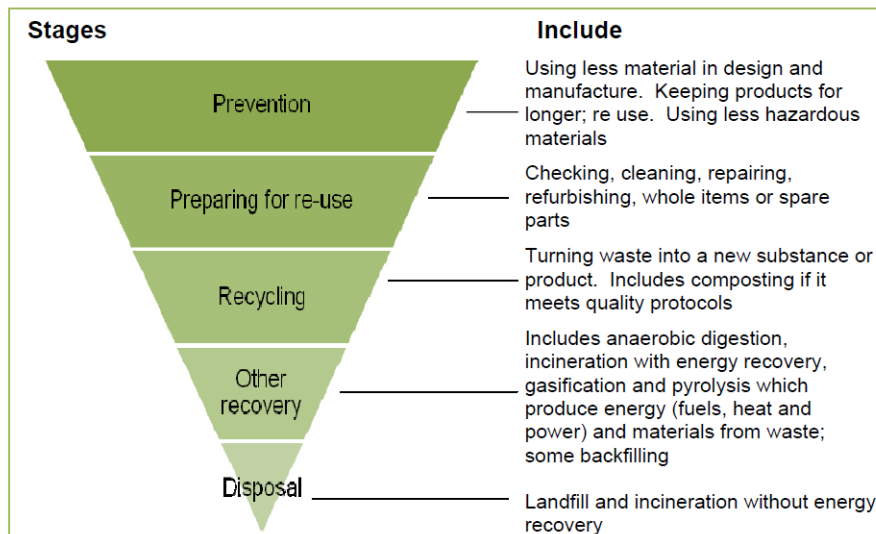 Stages
Include
Prevention
Using less material in design and
manufacture.  Keeping products for
longer; re use.  Using less hazardous
materials
Preparing for re-use
Checking, cleaning, repairing,
refurbishing, whole items or spare
parts
Recycling
Turning waste into a new substance or
product.  Includes composting if it
meets quality protocols
Other
recovery
Includes anaerobic digestion,
incineration with energy recovery,
gasification and pyrolysis which
produce energy (fuels, heat and
power) and materials from waste;
some backfilling
Disposal
Landfill and incineration without energy
recovery